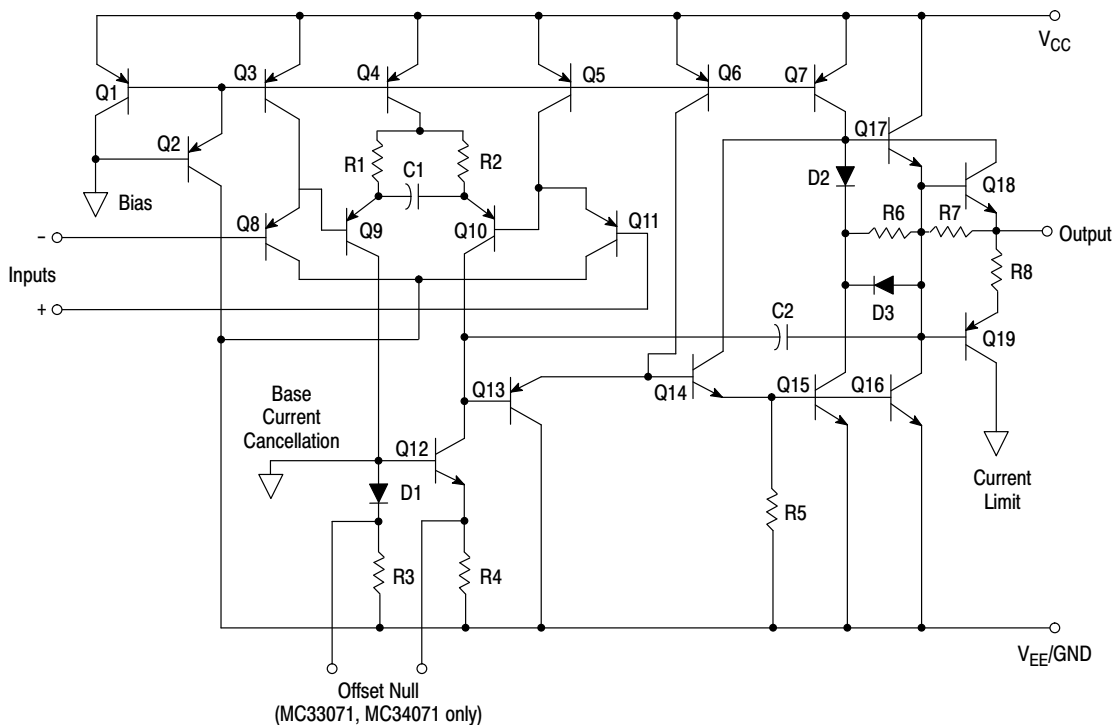 V_CC
Q3
Q4
Q5
Q6
Q7
Q1
Q17
Q2
R1
C1
R2
D2
Q18
Bias
Q8
Q9
Q10
Q11
R6
R7
Output
−
Inputs
+
D3
R8
C2
Q19
Base
Current
Cancellation
Q13
Q14
Q15
Q16
Q12
D1
Current
Limit
R5
R3
R4
V_EE/GND
Offset Null
(MC33071, MC34071 only)